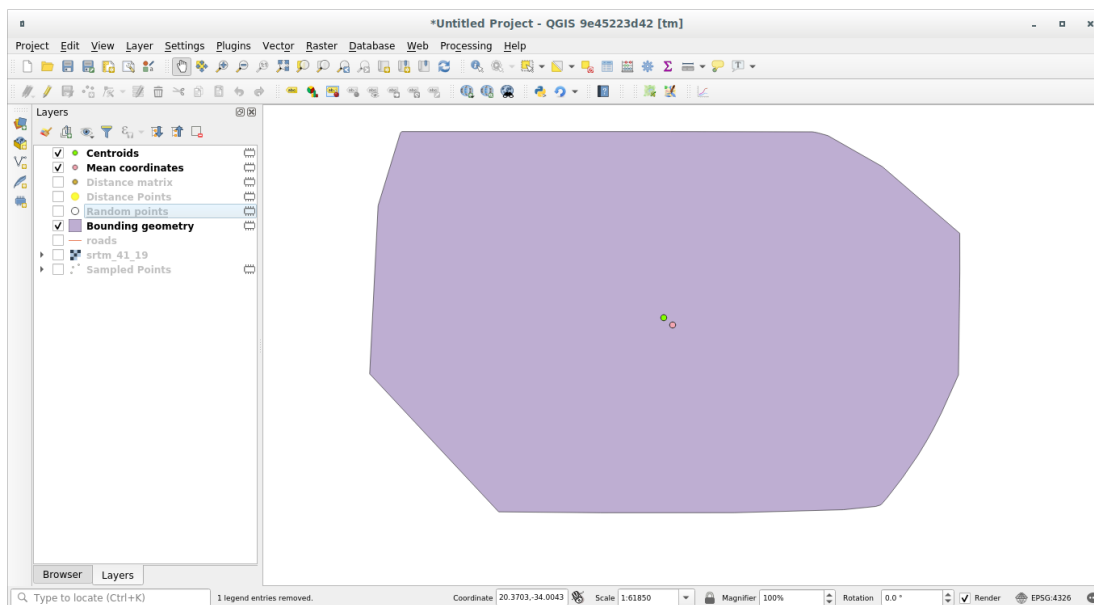 *Untitled Project - QGIS 9e45223d42 [tm]
Project Edit View Layer Settings Plugins Vector Raster Database Web Processing Help
Layers
Centroids
Mean coordinates
Distance matrix
Distance Points
Random points
Bounding geometry
roads
srtm_41_19
Sampled Points
Browser Layers
Type to locate (Ctrl+K) 1 legend entries removed. Coordinate 20.3703,-34.0043 Scale 1:61850 Magnifier 100% Rotation 0.0 ° Render EPSG:4326